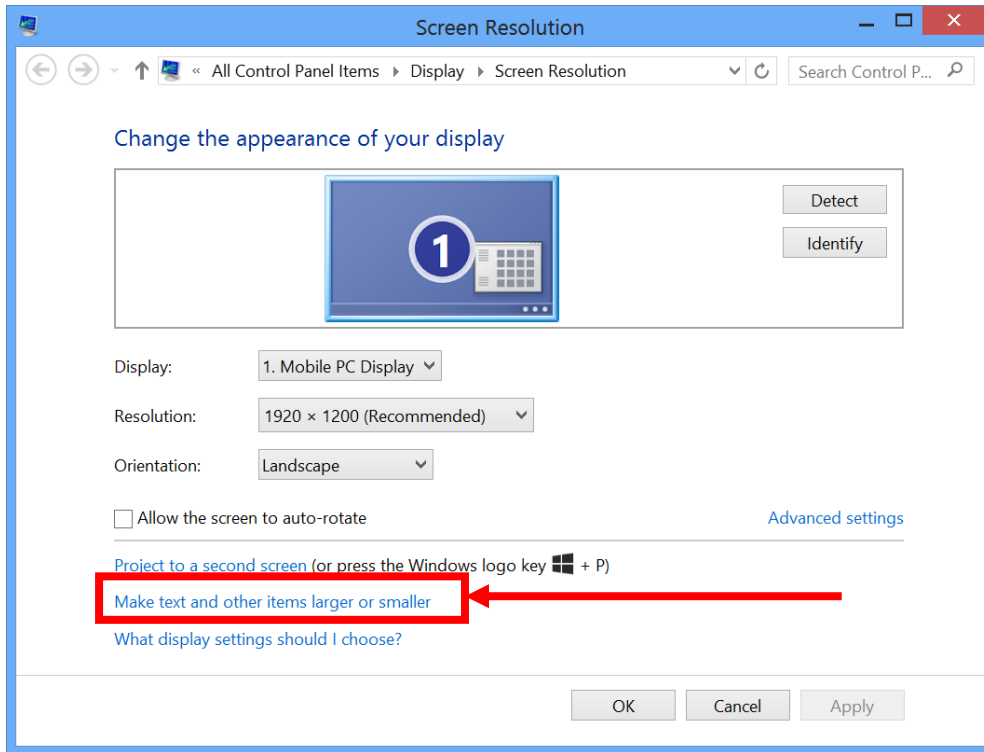 Screen Resolution
« All Control Panel Items Display Screen Resolution Search Control P...
Change the appearance of your display
1
Detect
Identify
Display: 1. Mobile PC Display
Resolution: 1920 × 1200 (Recommended)
Orientation: Landscape
Allow the screen to auto-rotate Advanced settings
Project to a second screen (or press the Windows logo key + P)
Make text and other items larger or smaller
What display settings should I choose?
OK Cancel Apply